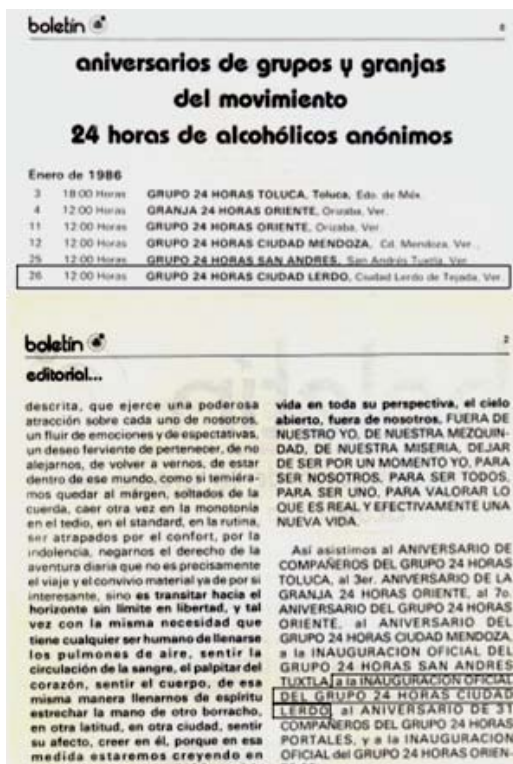 boletín
aniversarios de grupos y granjas
del movimiento
24 horas de alcohólicos anónimos
Enero de 1986
3 18:00 Horas GRUPO 24 HORAS TOLUCA, Toluca, Edo. de Méx.
4 12:00 Horas GRANJA 24 HORAS ORIENTE, Orizaba, Ver.
11 12:00 Horas GRUPO 24 HORAS ORIENTE, Orizaba, Ver.
12 12:00 Horas GRUPO 24 HORAS CIUDAD MENDOZA, Cd. Mendoza, Ver.
25 12:00 Horas GRUPO 24 HORAS SAN ANDRES, San Andrés Tuxtla, Ver.
26 12:00 Horas GRUPO 24 HORAS CIUDAD LERDO, Ciudad Lerdo de Tejada, Ver.
boletín
2
editorial...
descrita, que ejerce una poderosa
atracción sobre cada uno de nosotros,
un fluir de emociones y de espectativas,
un deseo ferviente de pertenecer, de no
alejarnos, de volver a vernos, de estar
dentro de ese mundo, como si temiéra-
mos quedar al márgen, soltados de la
cuerda, caer otra vez en la monotonía
en el tedio, en el standard, en la rutina,
ser atrapados por el confort, por la
indolencia, negarnos el derecho de la
aventura diaria que no es precisamente
el viaje y el convivio material ya de por si
interesante, sino es transitar hacia el
horizonte sin límite en libertad, y tal
vez con la misma necesidad que
tiene cualquier ser humano de llenarse
los pulmones de aire, sentir la
circulación de la sangre, el palpitar del
corazón, sentir el cuerpo, de esa
misma manera llenarnos de espíritu
estrechar la mano de otro borracho,
en otra latitud, en otra ciudad, sentir
su afecto, creer en él, porque en esa
medida estaremos creyendo en
vida en toda su perspectiva, el cielo
abierto, fuera de nosotros, FUERA DE
NUESTRO YO, DE NUESTRA MEZQUIN-
DAD, DE NUESTRA MISERIA, DEJAR
DE SER POR UN MOMENTO YO, PARA
SER NOSOTROS, PARA SER TODOS,
PARA SER UNO, PARA VALORAR LO
QUE ES REAL Y EFECTIVAMENTE UNA
NUEVA VIDA.
Así asistimos al ANIVERSARIO DE
COMPAÑEROS DEL GRUPO 24 HORAS
TOLUCA, al 3er. ANIVERSARIO DE LA
GRANJA 24 HORAS ORIENTE, al 7o.
ANIVERSARIO DEL GRUPO 24 HORAS
ORIENTE, al ANIVERSARIO DEL
GRUPO 24 HORAS CIUDAD MENDOZA,
a la INAUGURACION OFICIAL DEL
GRUPO 24 HORAS SAN ANDRES
TUXTLA, a la INAUGURACION OFICIAL
DEL GRUPO 24 HORAS CIUDAD
LERDO, al ANIVERSARIO DE 31
COMPAÑEROS DEL GRUPO 24 HORAS
PORTALES, y a la INAUGURACION
OFICIAL del GRUPO 24 HORAS ORIEN-